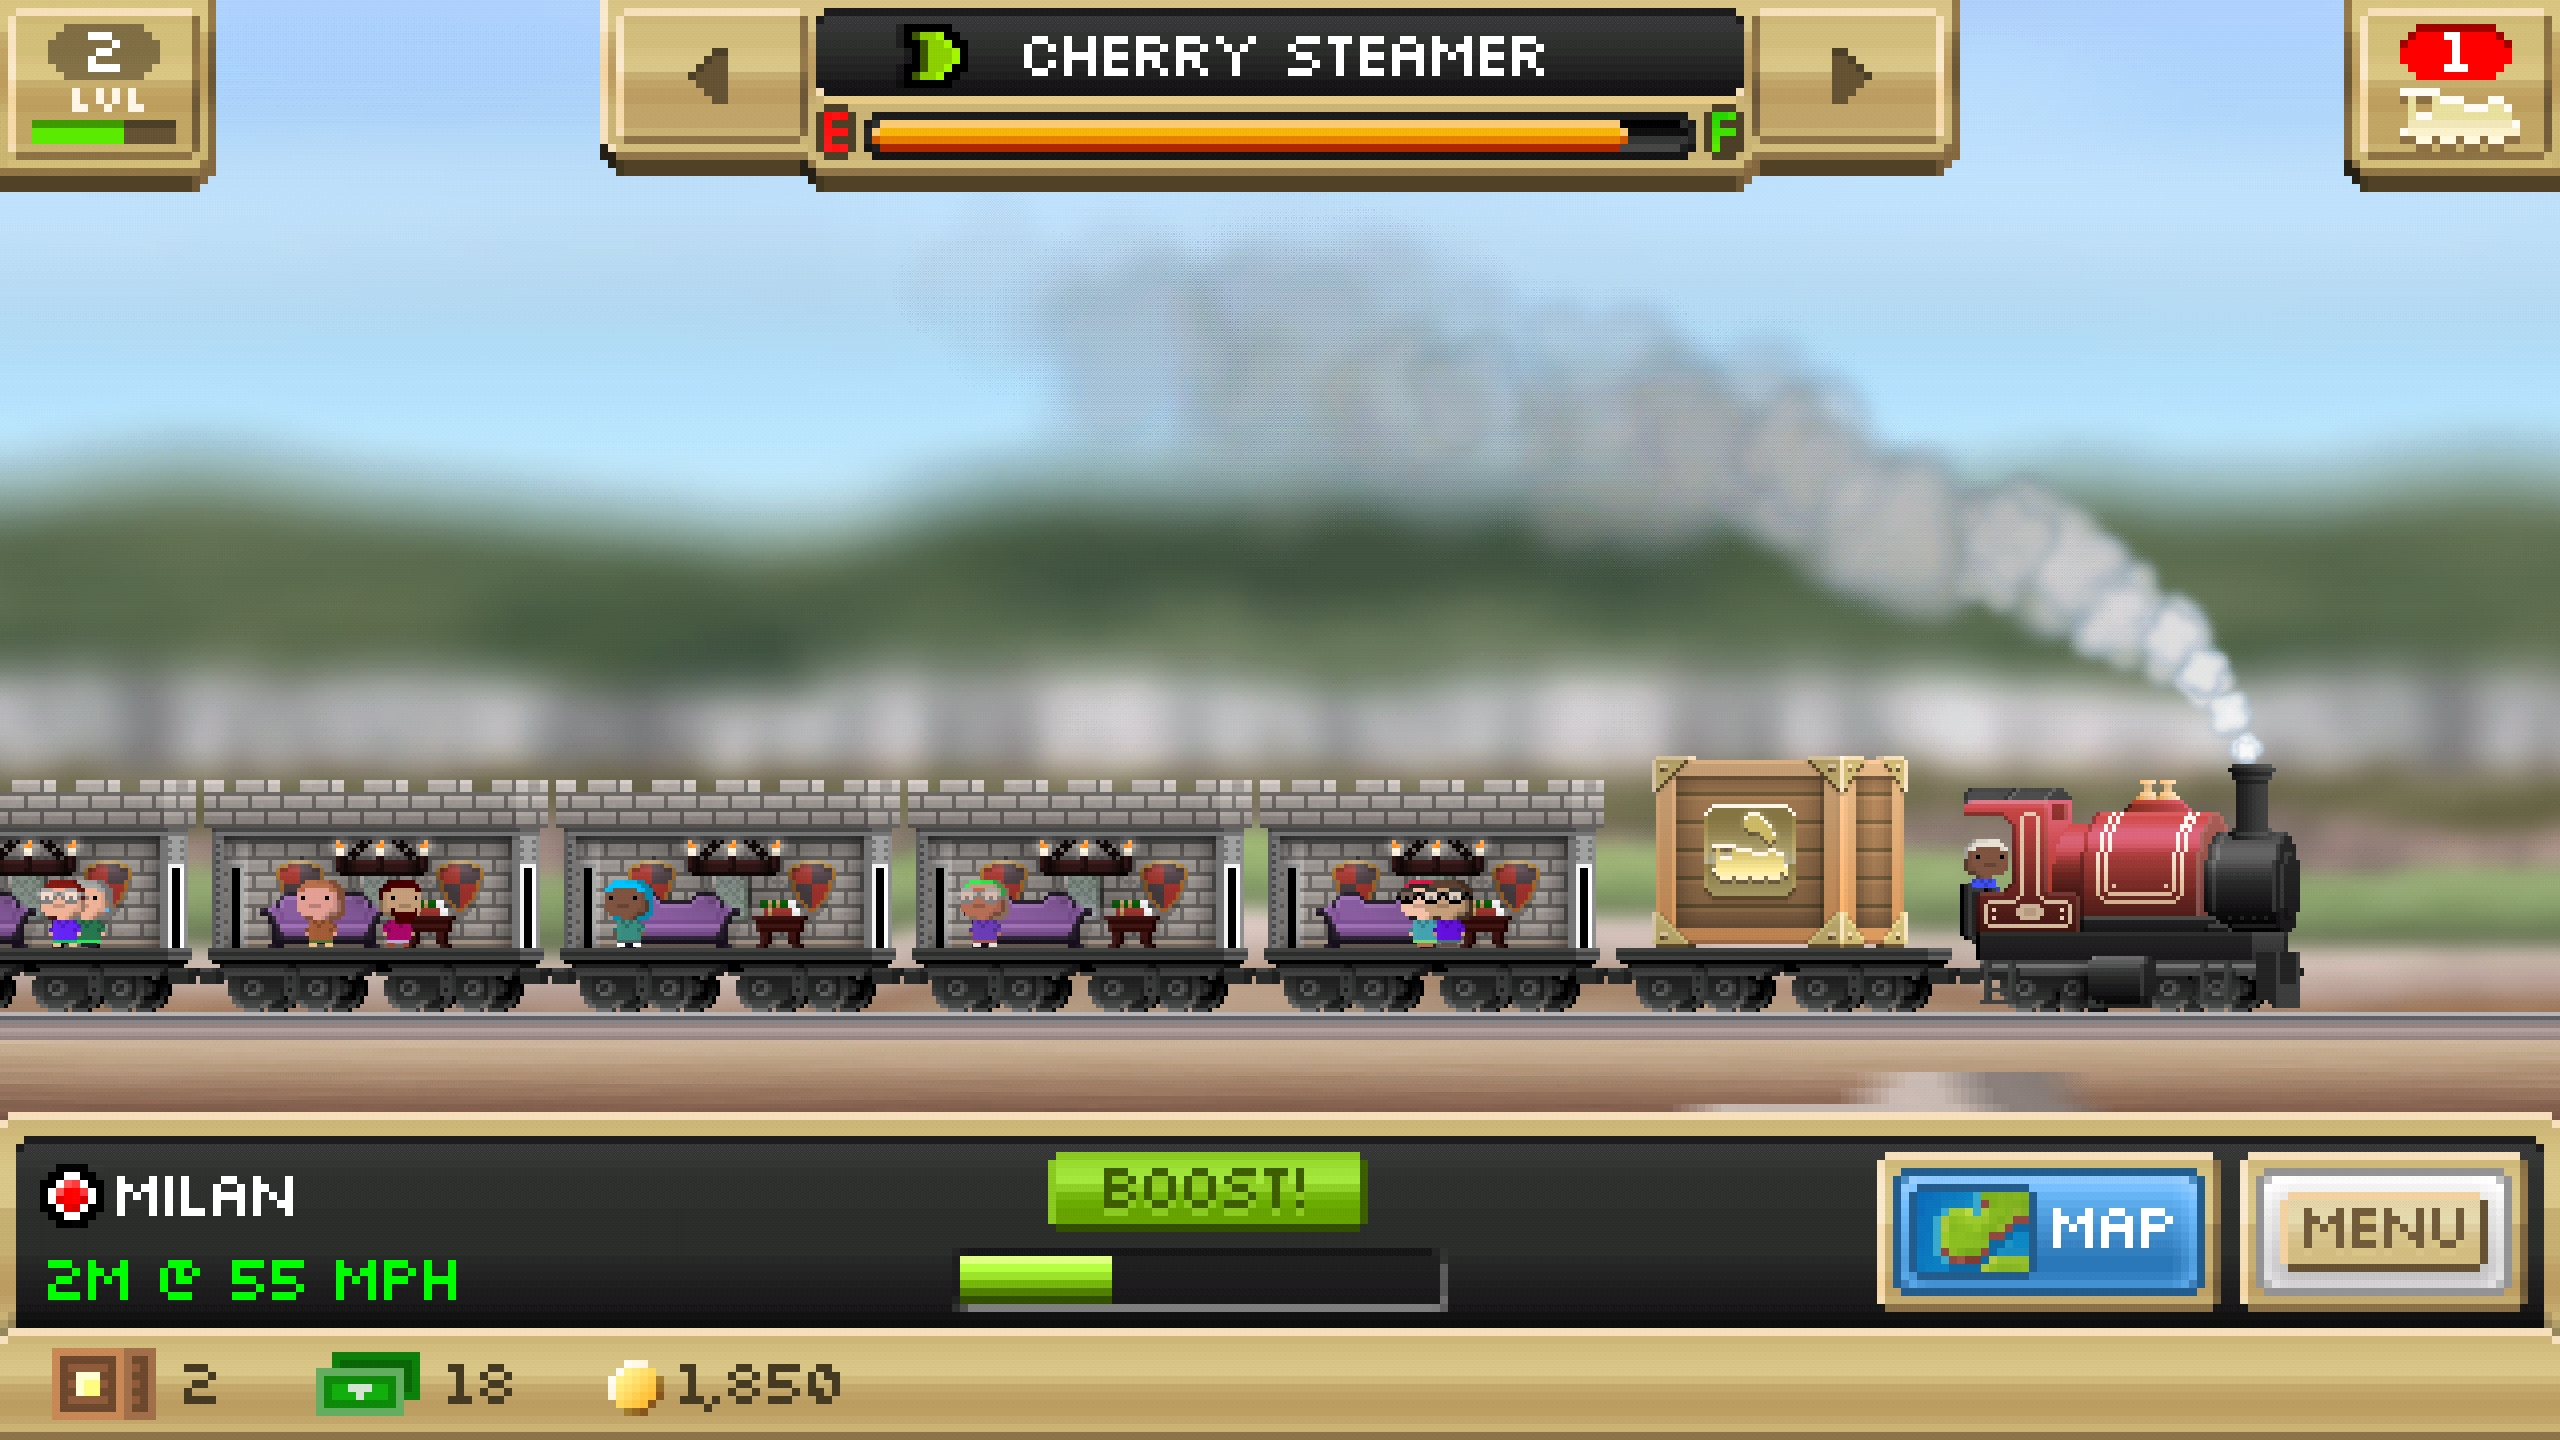 2
LVL
CHERRY STEAMER
E F
1
MILAN
BOOST!
2M @ 55 MPH
MAP
MENU
2 18 1,850